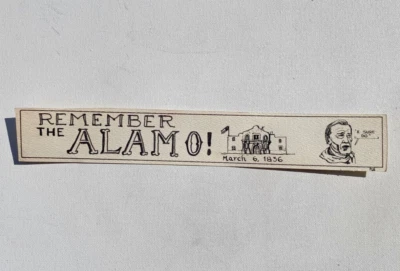 REMEMBER
THE ALAMO!
March 6, 1836